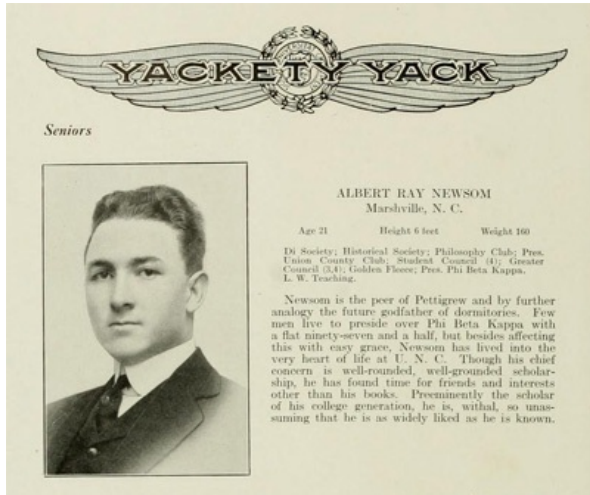 YACKETY YACK
Seniors
ALBERT RAY NEWSOM
Marshville, N. C.
Age 21 Height 6 feet Weight 160
Di Society; Historical Society; Philosophy Club; Pres.
Union County Club; Student Council (4); Greater
Council (3,4); Golden Fleece; Pres. Phi Beta Kappa.
L. W. Teaching.
Newsom is the peer of Pettigrew and by further
analogy the future godfather of dormitories. Few
men live to preside over Phi Beta Kappa with
a flat ninety-seven and a half, but besides affecting
this with easy grace, Newsom has lived into the
very heart of life at U. N. C. Though his chief
concern is well-rounded, well-grounded scholar-
ship, he has found time for friends and interests
other than his books. Preeminently the scholar
of his college generation, he is, withal, so unas-
suming that he is as widely liked as he is known.